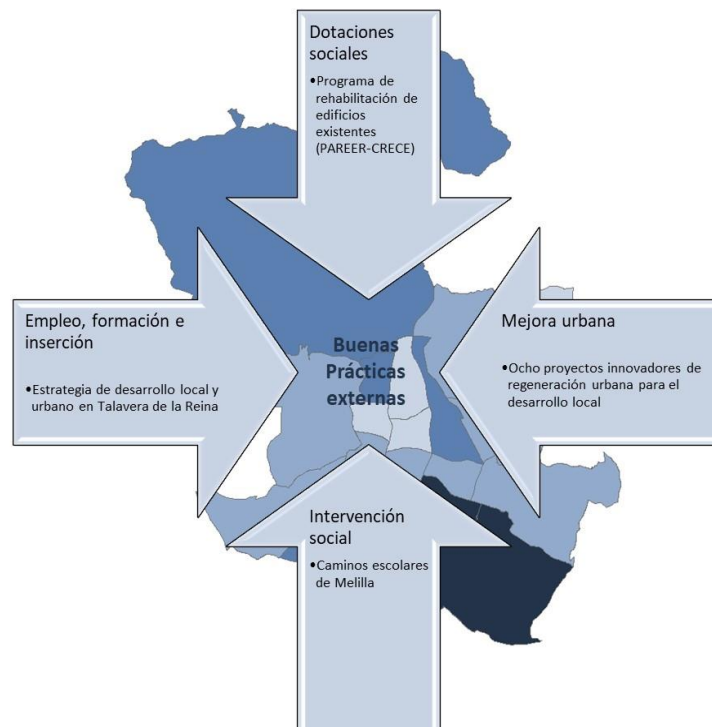 Dotaciones
sociales
•Programa de
rehabilitación de
edificios
existentes
(PAREER-CRECE)
Empleo, formación e
inserción
•Estrategia de desarrollo local y
urbano en Talavera de la Reina
Buenas
Prácticas
externas
Mejora urbana
•Ocho proyectos innovadores de
regeneración urbana para el
desarrollo local
Intervención
social
•Caminos escolares
de Melilla